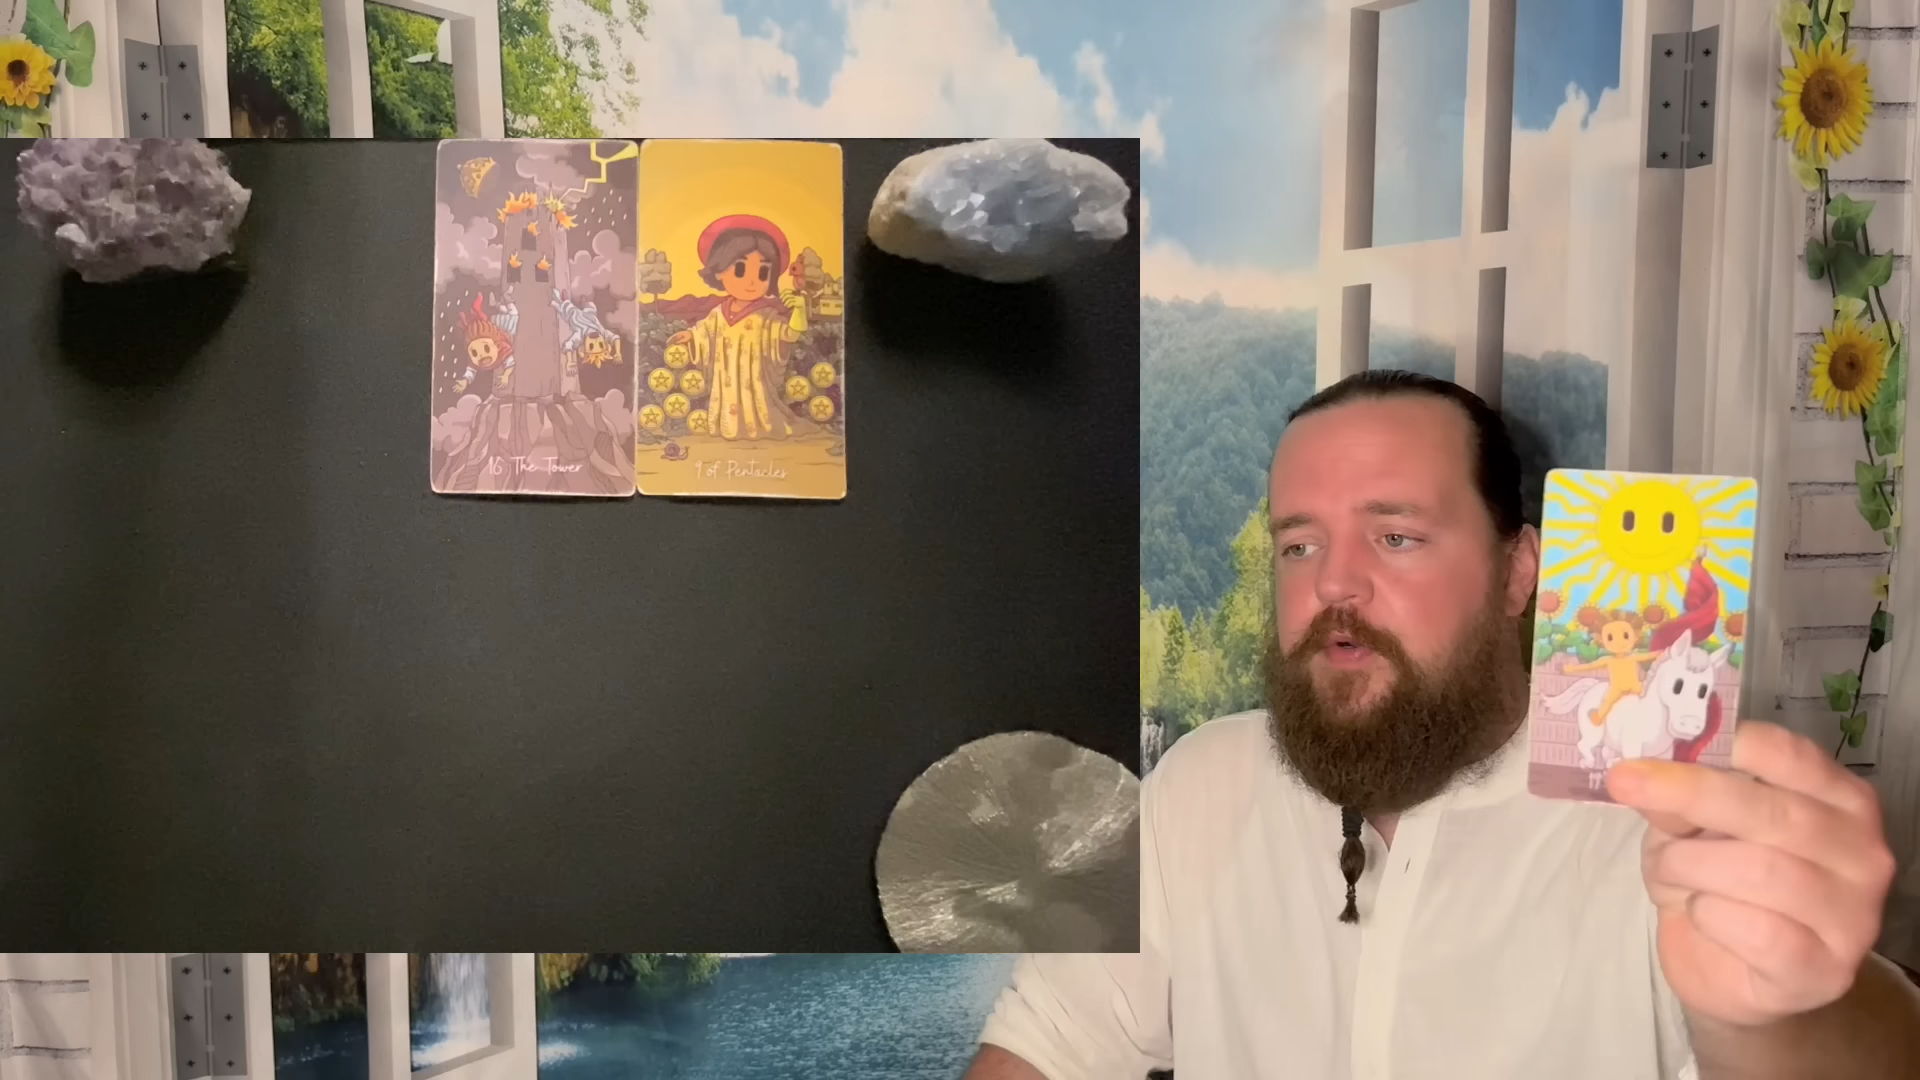 16 The Tower
9 of Pentacles